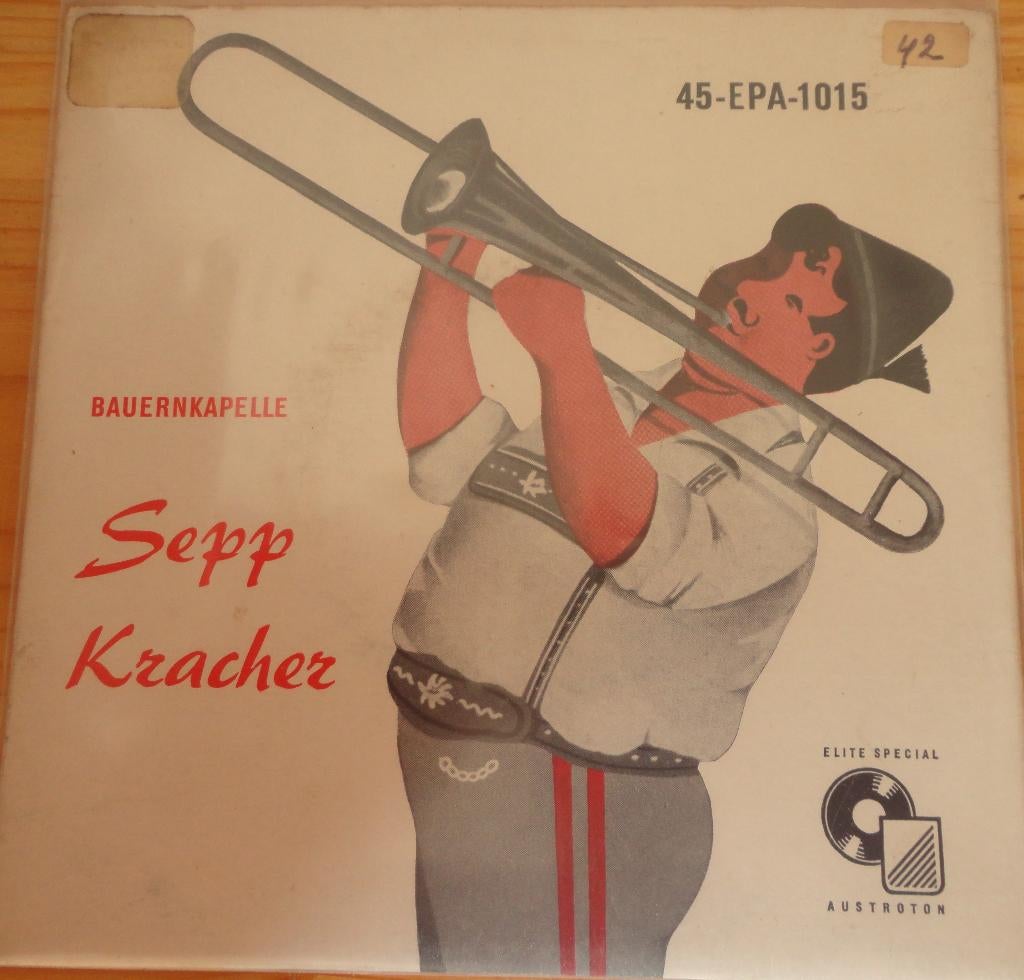 42
45-EPA-1015
BAUERNKAPELLE
Sepp
Kracher
ELITE SPECIAL
AUSTROTON